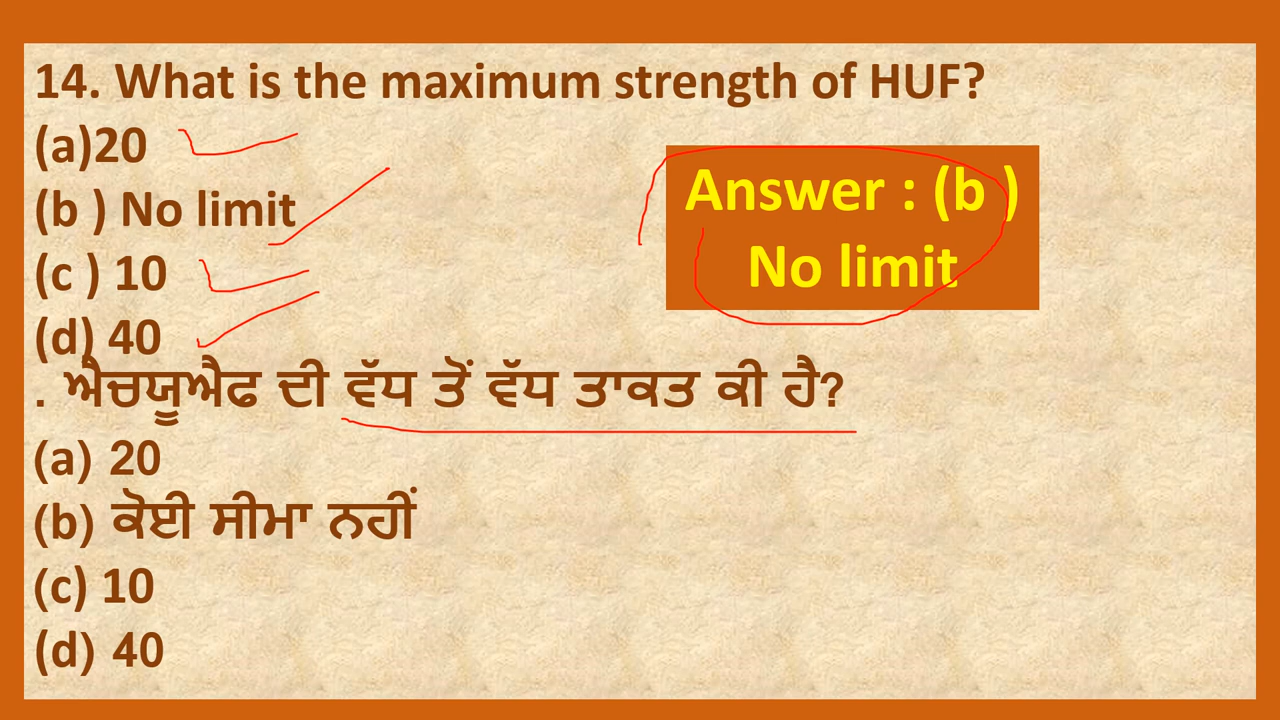 14. What is the maximum strength of HUF?
(a)20
(b ) No limit
(c ) 10
(d) 40
Answer : (b )
No limit
. ਐਚਯੂਐਫ ਦੀ ਵੱਧ ਤੋਂ ਵੱਧ ਤਾਕਤ ਕੀ ਹੈ?
(a) 20
(b) ਕੋਈ ਸੀਮਾ ਨਹੀਂ
(c) 10
(d) 40